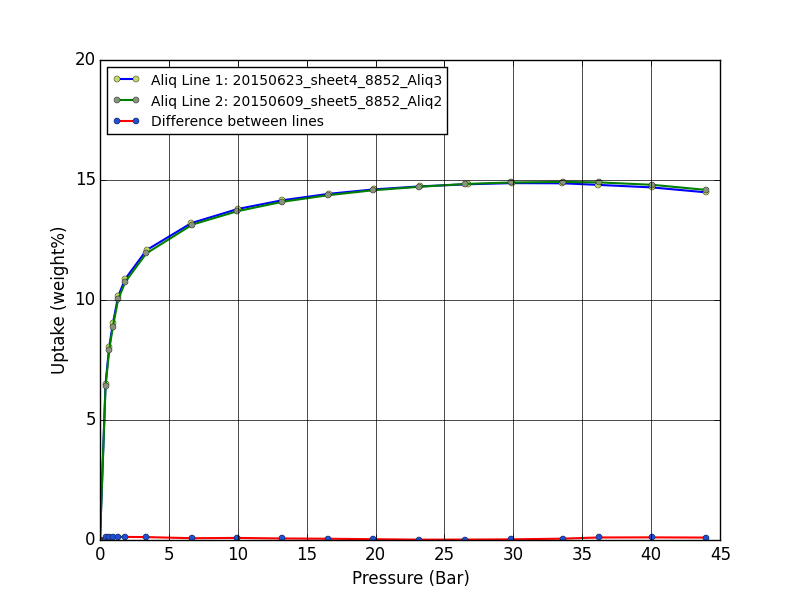 20
15
10
5
0
Uptake (weight%)
Aliq Line 1: 20150623_sheet4_8852_Aliq3
Aliq Line 2: 20150609_sheet5_8852_Aliq2
Difference between lines
0 5 10 15 20 25 30 35 40 45
Pressure (Bar)